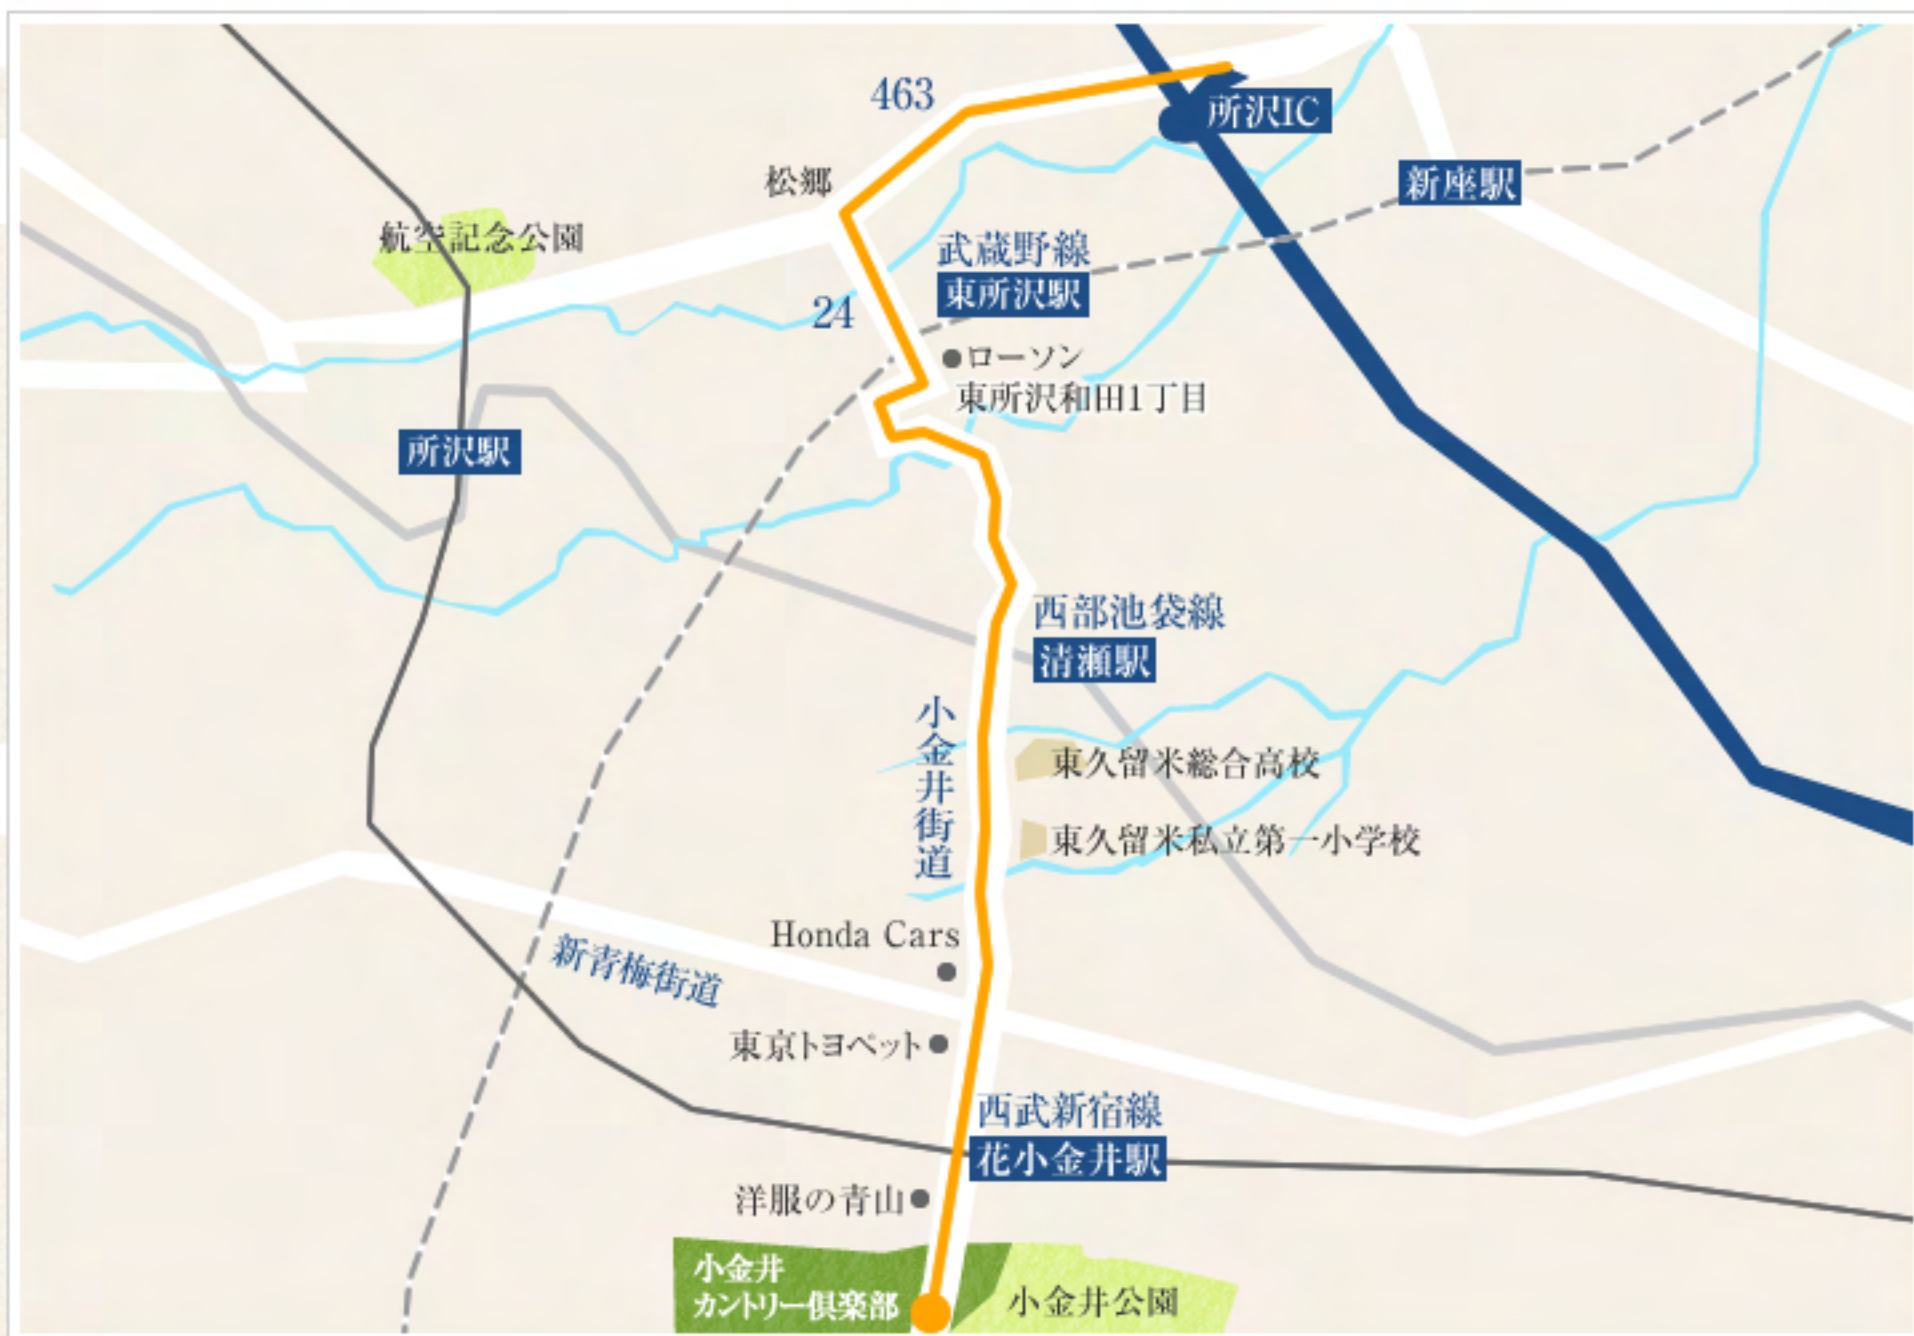 463
所沢IC
松郷
新座駅
航空記念公園
武蔵野線
東所沢駅
24
ローソン
東所沢和田1丁目
所沢駅
西部池袋線
清瀬駅
小金井街道
東久留米総合高校
東久留米私立第一小学校
Honda Cars
新青梅街道
東京トヨペット
西武新宿線
花小金井駅
洋服の青山
小金井
カントリー倶楽部
小金井公園